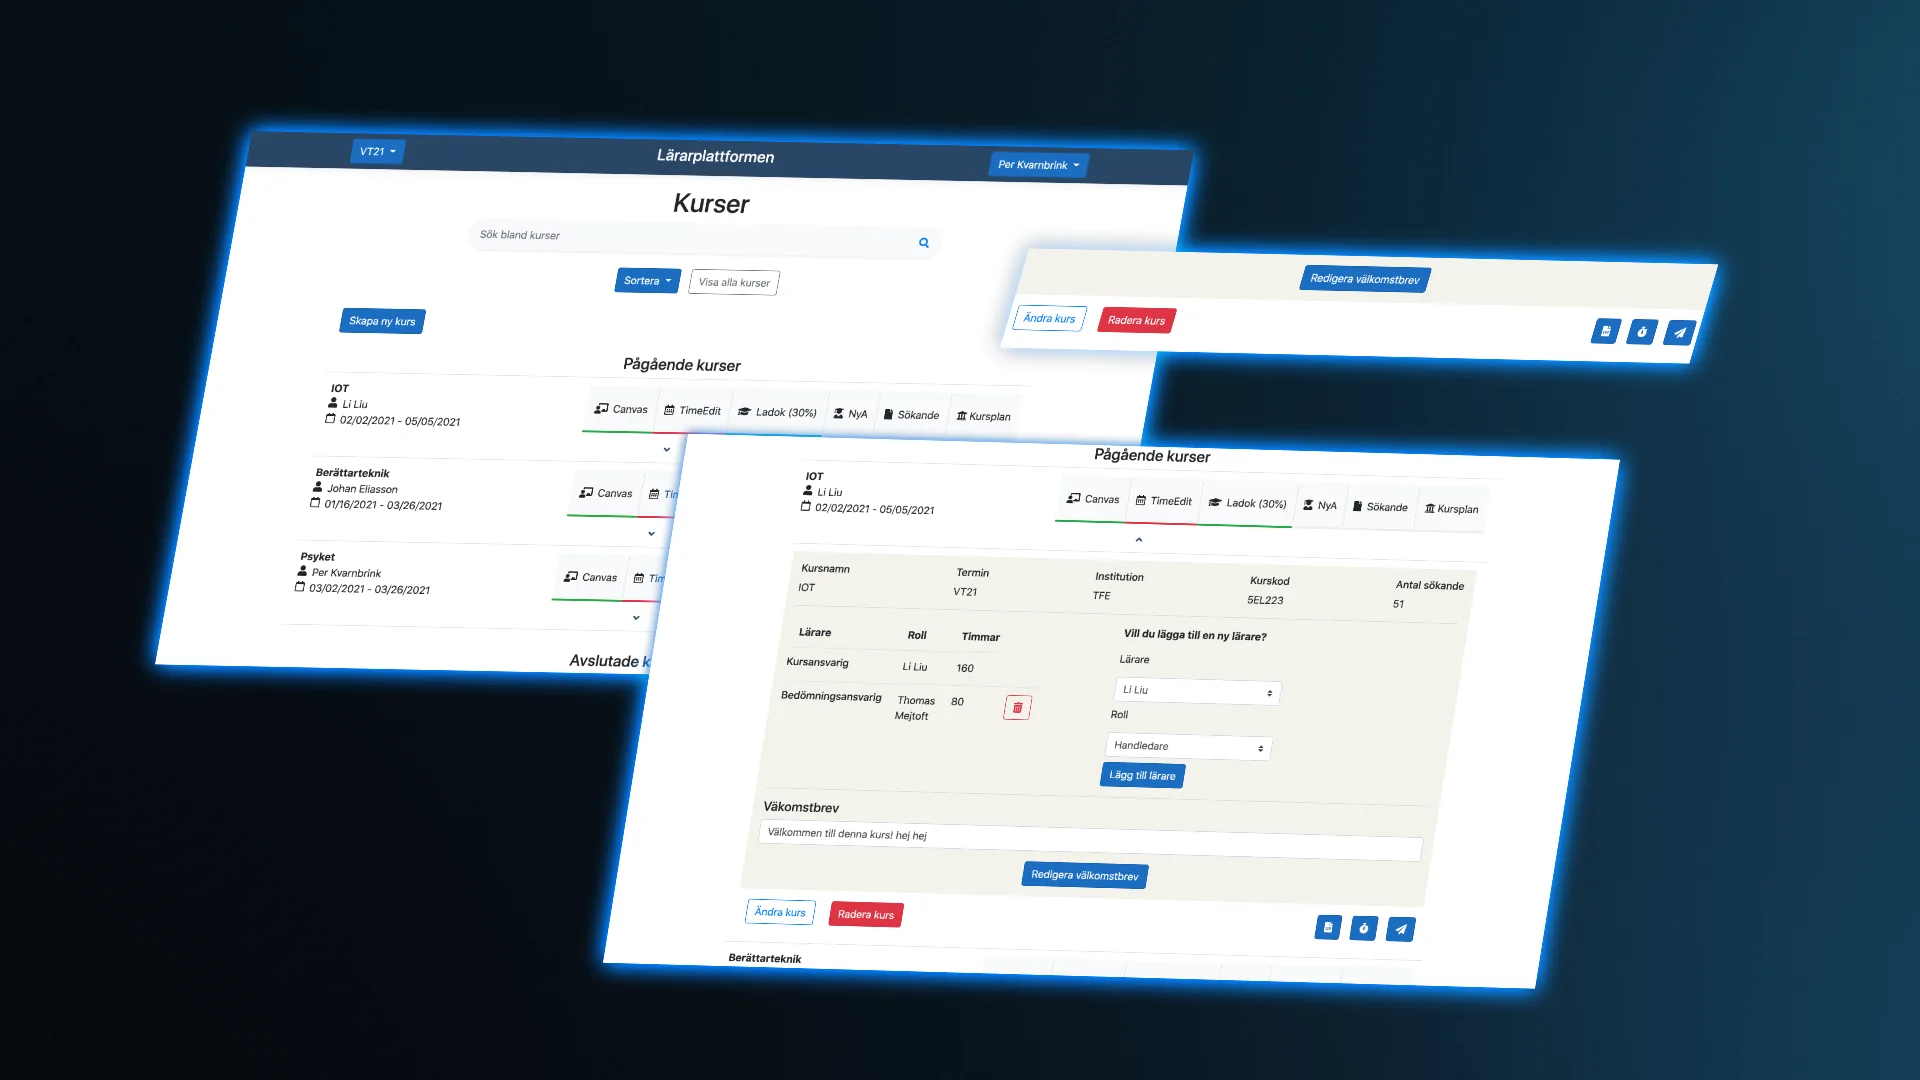 VT21
Lärarplattformen
Per Kvarnbrink
Kurser
Sök bland kurser
Sortera
Visa alla kurser
Skapa ny kurs
Pågående kurser
IOT
Li Liu
02/02/2021 - 05/05/2021
Canvas
TimeEdit
Ladok (30%)
NyA
Sökande
Kursplan
Berättarteknik
Johan Eliasson
01/16/2021 - 03/26/2021
Canvas
Psyket
Per Kvarnbrink
03/02/2021 - 03/26/2021
Canvas
Avslutade
Redigera välkomstbrev
Ändra kurs
Radera kurs
Pågående kurser
IOT
Li Liu
02/02/2021 - 05/05/2021
Canvas
TimeEdit
Ladok (30%)
NyA
Sökande
Kursplan
Kursnamn Termin Institution Kurskod Antal sökande
IOT VT21 TFE 5EL223 51
Lärare Roll Timmar
Kursansvarig Li Liu 160
Bedömningsansvarig Thomas Mejtoft 80
Vill du lägga till en ny lärare?
Lärare
Li Liu
Roll
Handledare
Lägg till lärare
Väkomstbrev
Välkommen till denna kurs! hej hej
Redigera välkomstbrev
Ändra kurs
Radera kurs
Berättarteknik